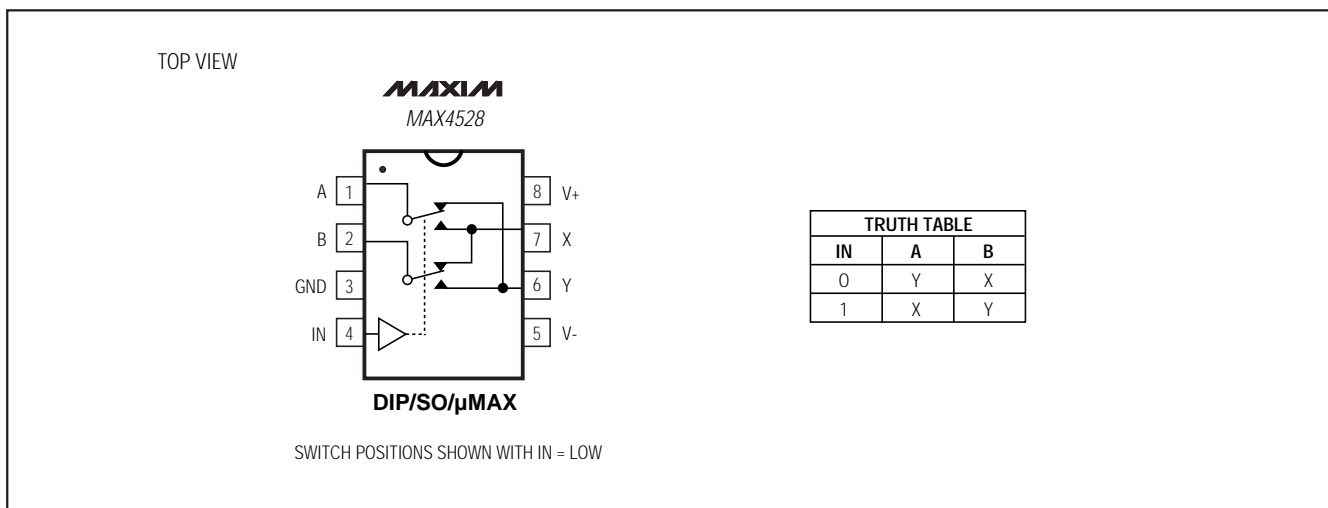 TOP VIEW
MAXIM
MAX4528
A 1
B 2
GND 3
IN 4
8 V+
7 X
6 Y
5 V-
DIP/SO/µMAX
SWITCH POSITIONS SHOWN WITH IN = LOW
TRUTH TABLE
IN A B
0 Y X
1 X Y